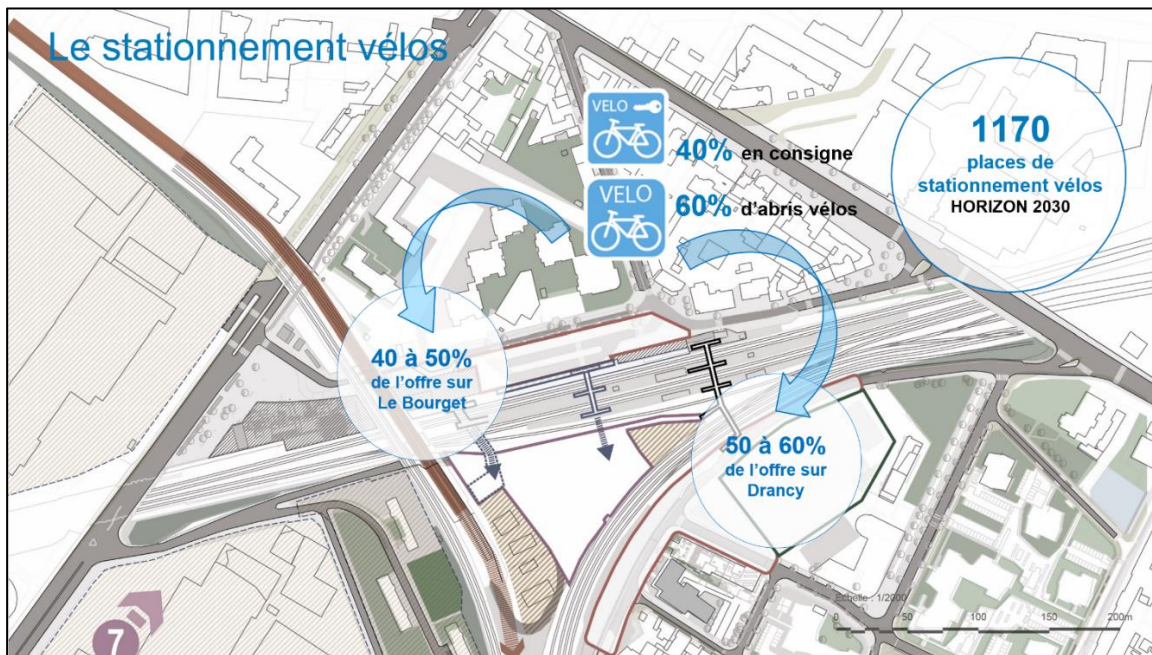 Le stationnement vélos
VELO
40% en consigne
VELO
60% d'abris vélos
1170
places de
stationnement vélos
HORIZON 2030
40 à 50%
de l'offre sur
Le Bourget
50 à 60%
de l'offre sur
Drancy
Echelle : 1/2000
0 50 100 150 200m
7